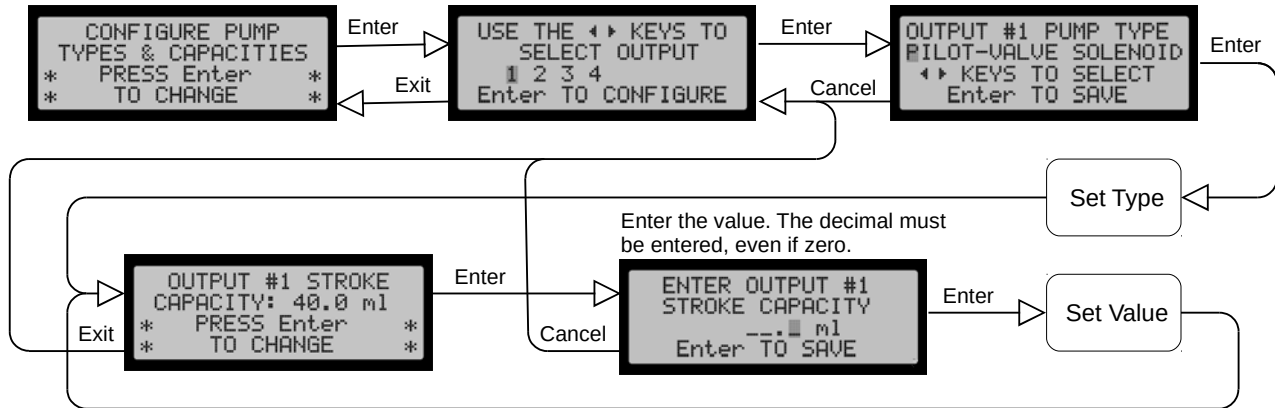 CONFIGURE PUMP
TYPES & CAPACITIES
* PRESS Enter *
* TO CHANGE *
Enter
Exit
USE THE ◀ ▶ KEYS TO
SELECT OUTPUT
1 2 3 4
Enter TO CONFIGURE
Enter
Cancel
OUTPUT #1 PUMP TYPE
PILOT-VALVE SOLENOID
◀ ▶ KEYS TO SELECT
Enter TO SAVE
Enter
Set Type
OUTPUT #1 STROKE
CAPACITY: 40.0 ml
* PRESS Enter *
* TO CHANGE *
Exit
Enter
Enter the value. The decimal must
be entered, even if zero.
ENTER OUTPUT #1
STROKE CAPACITY
__._ ml
Enter TO SAVE
Cancel
Enter
Set Value